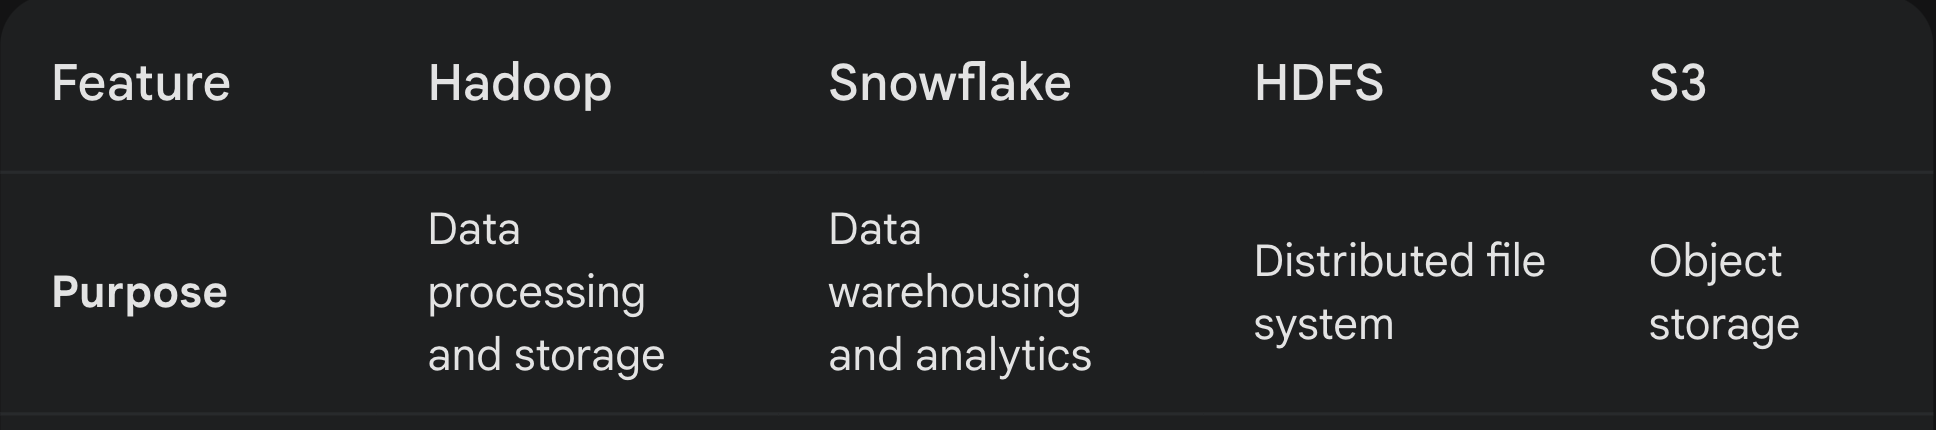 Feature Hadoop Snowflake HDFS S3
Purpose
Data
processing
and storage
Data
warehousing
and analytics
Distributed file
system
Object
storage